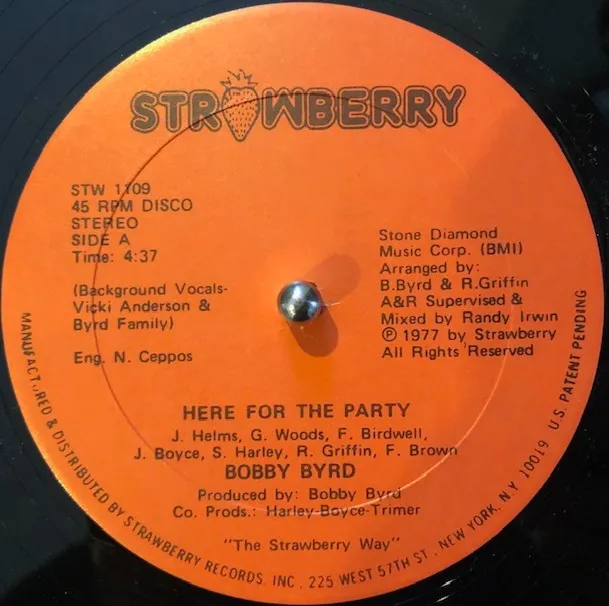 STRAWBERRY
STW 1109
45 RPM DISCO
STEREO
SIDE A
Time: 4:37
(Background Vocals-
Vicki Anderson &
Byrd Family)
Eng. N. Ceppos
Stone Diamond
Music Corp. (BMI)
Arranged by:
B.Byrd & R.Griffin
A&R Supervised &
Mixed by Randy Irwin
℗ 1977 by Strawberry
All Rights Reserved
HERE FOR THE PARTY
J. Helms, G. Woods, F. Birdwell,
J. Boyce, S. Harley, R. Griffin, F. Brown
BOBBY BYRD
Produced by: Bobby Byrd
Co. Prods.: Harley-Boyce-Trimer
"The Strawberry Way"
MANUFACTURED & DISTRIBUTED BY STRAWBERRY RECORDS, INC. 225 WEST 57TH ST., NEW YORK, N.Y. 10019 U.S. PATENT PENDING